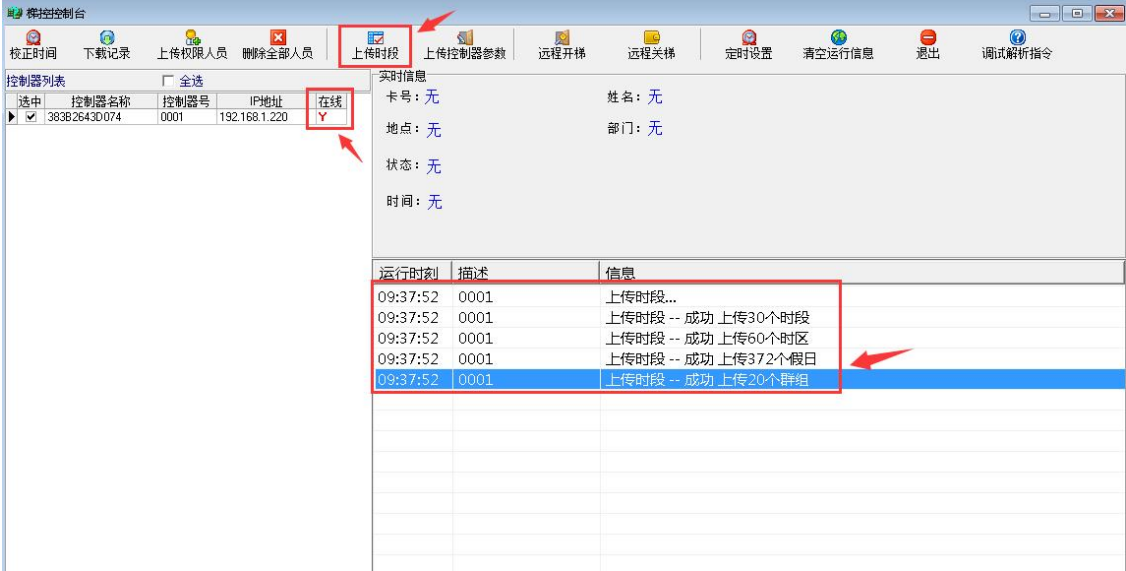 梯控控制台
校正时间 下载记录 上传权限人员 删除全部人员 上传时段 上传控制器参数 远程开梯 远程关梯 定时设置 清空运行信息 退出 调试解析指令
控制器列表 全选
选中 控制器名称 控制器号 IP地址 在线
383B2643D074 0001 192.168.1.220 Y
实时信息
卡号：无 姓名：无
地点：无 部门：无
状态：无
时间：无
运行时刻 描述 信息
09:37:52 0001 上传时段...
09:37:52 0001 上传时段 -- 成功 上传30个时段
09:37:52 0001 上传时段 -- 成功 上传60个时区
09:37:52 0001 上传时段 -- 成功 上传372个假日
09:37:52 0001 上传时段 -- 成功 上传20个群组